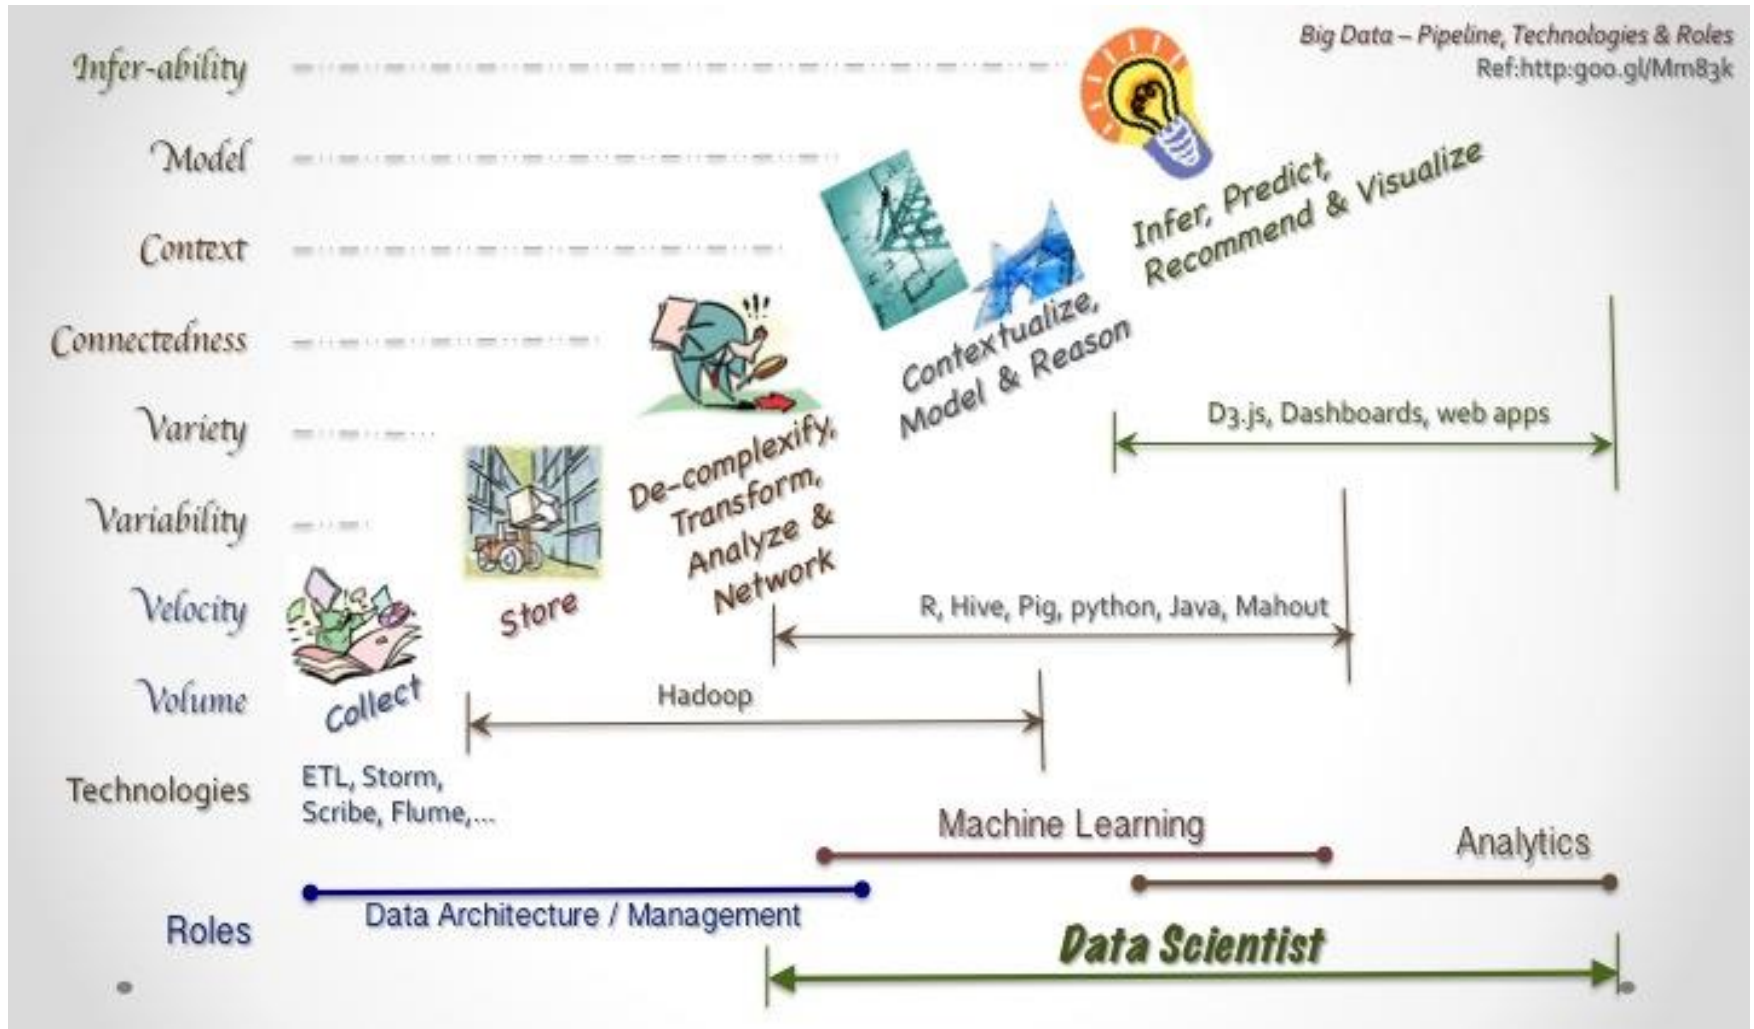 Big Data – Pipeline, Technologies & Roles
Ref:http:goo.gl/Mm83k
Infer-ability
Model
Context
Connectedness
Variety
Variability
Velocity
Volume
Technologies
Roles
Collect
Store
De-complexify,
Transform,
Analyze &
Network
Contextualize,
Model & Reason
Infer, Predict,
Recommend & Visualize
D3.js, Dashboards, web apps
R, Hive, Pig, python, Java, Mahout
Hadoop
ETL, Storm,
Scribe, Flume,...
Machine Learning
Analytics
Data Architecture / Management
Data Scientist